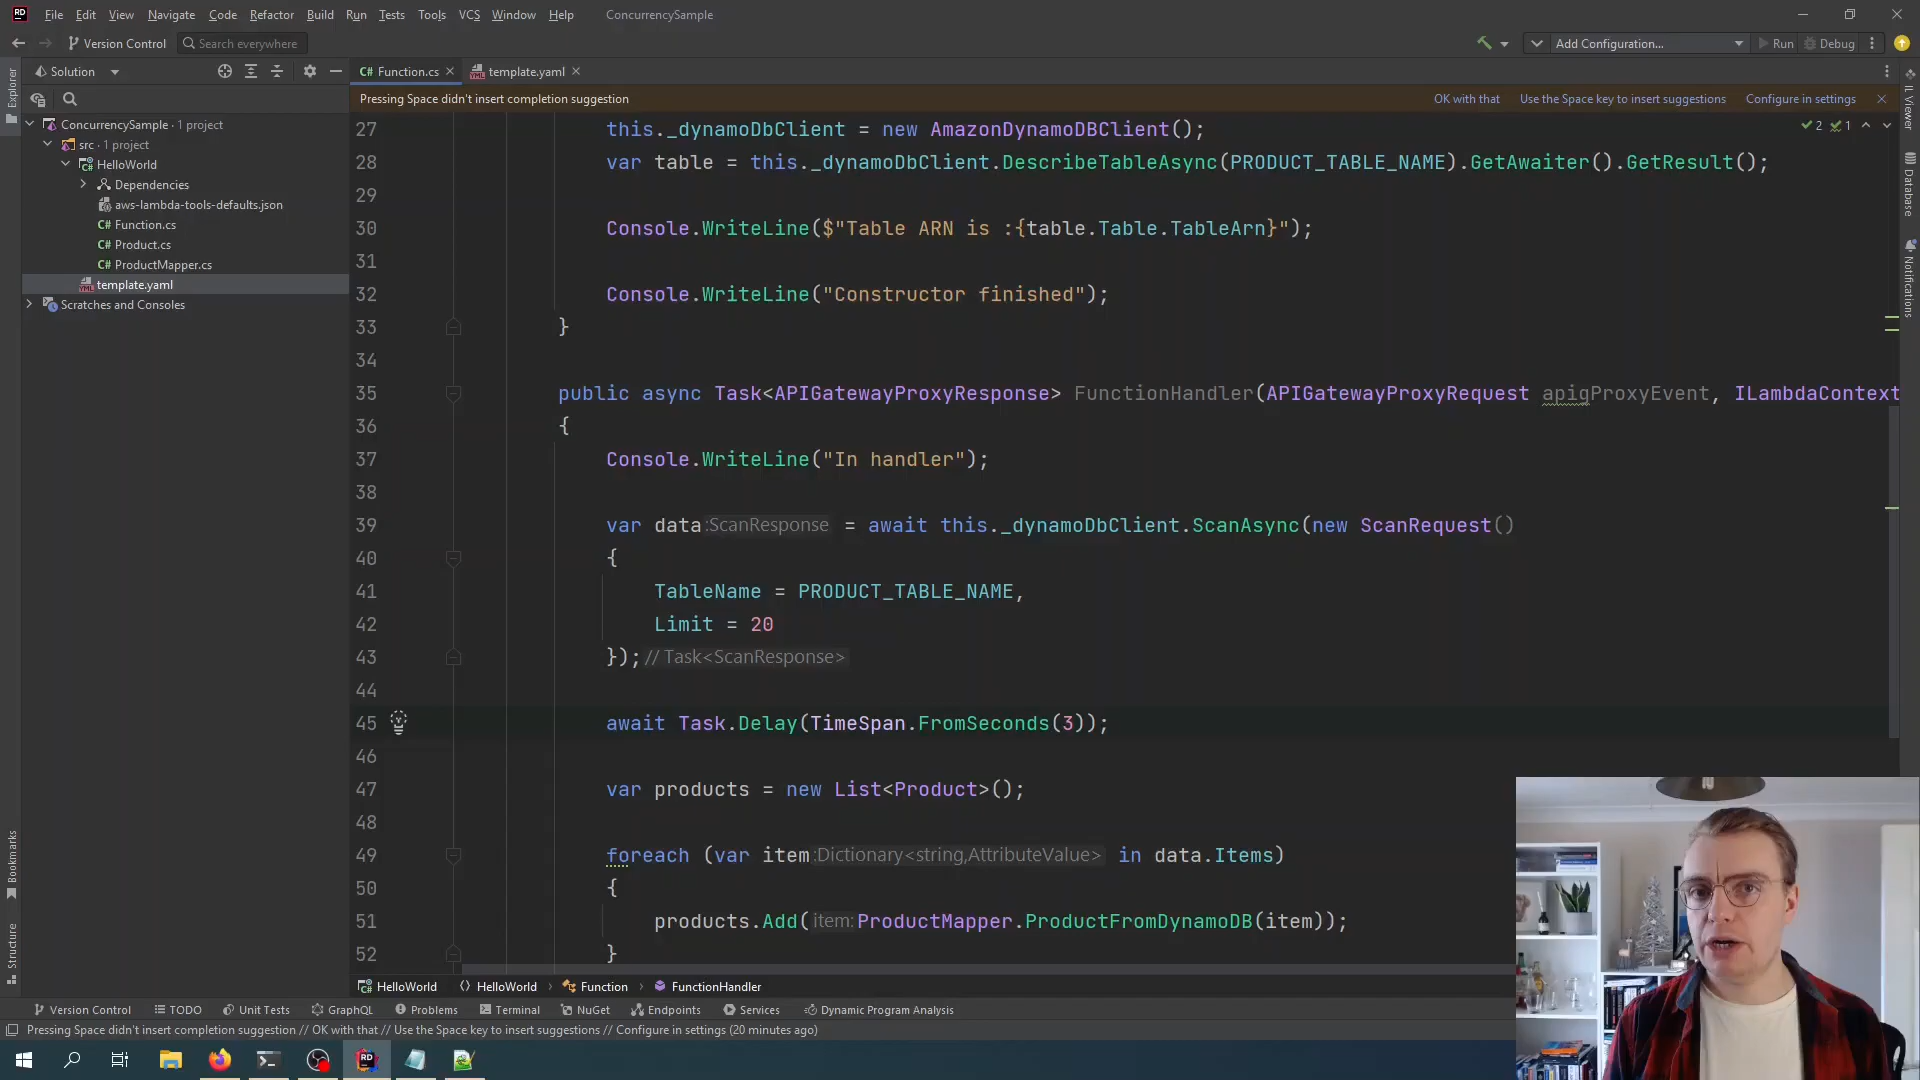 RD File Edit View Navigate Code Refactor Build Run Tests Tools VCS Window Help ConcurrencySample
Version Control Search everywhere Add Configuration... Run Debug
Solution
C# Function.cs template.yaml
Pressing Space didn't insert completion suggestion OK with that Use the Space key to insert suggestions Configure in settings
2 1
Explorer
ConcurrencySample · 1 project
src · 1 project
HelloWorld
Dependencies
aws-lambda-tools-defaults.json
C# Function.cs
C# Product.cs
C# ProductMapper.cs
template.yaml
Scratches and Consoles
27 this._dynamoDbClient = new AmazonDynamoDBClient();
28 var table = this._dynamoDbClient.DescribeTableAsync(PRODUCT_TABLE_NAME).GetAwaiter().GetResult();
29
30 Console.WriteLine($"Table ARN is :{table.Table.TableArn}");
31
32 Console.WriteLine("Constructor finished");
33 }
34
35 public async Task<APIGatewayProxyResponse> FunctionHandler(APIGatewayProxyRequest apigProxyEvent, ILambdaContext
36 {
37 Console.WriteLine("In handler");
38
39 var data:ScanResponse = await this._dynamoDbClient.ScanAsync(new ScanRequest()
40 {
41 TableName = PRODUCT_TABLE_NAME,
42 Limit = 20
43 });// Task<ScanResponse>
44
45 await Task.Delay(TimeSpan.FromSeconds(3));
46
47 var products = new List<Product>();
48
49 foreach (var item:Dictionary<string,AttributeValue> in data.Items)
50 {
51 products.Add(item:ProductMapper.ProductFromDynamoDB(item));
52 }
IL Viewer
Database
Notifications
Bookmarks
Structure
HelloWorld HelloWorld Function FunctionHandler
Version Control TODO Unit Tests GraphQL Problems Terminal NuGet Endpoints Services Dynamic Program Analysis
Pressing Space didn't insert completion suggestion // OK with that // Use the Space key to insert suggestions // Configure in settings (20 minutes ago)
RD